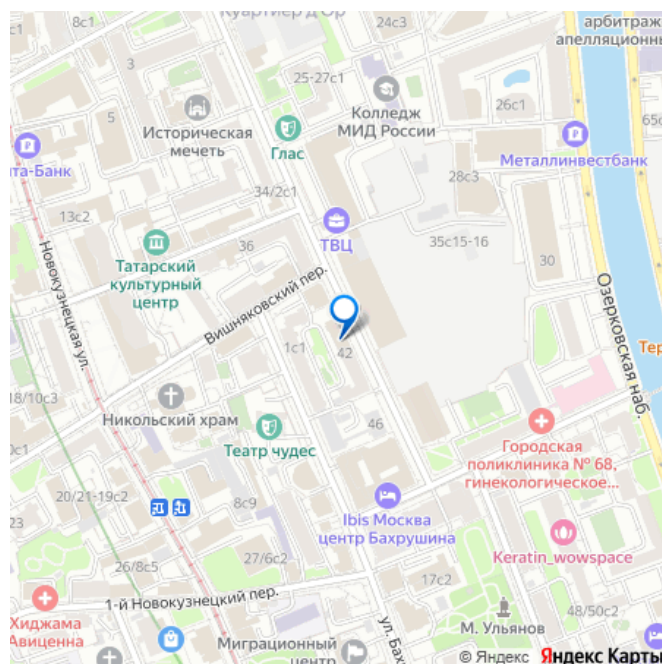 Куартиер д'Ор
24с3
8с1
арбитраж
апелляционны
3
25-27с1
Колледж
МИД России
26с1
65с
5
Историческая
мечеть
Глас
Металлинвестбанк
та-Банк
28с3
34/2с1
13с2
ТВЦ
35с15-16
Татарский
культурный
центр
36
30
Новокузнецкая ул.
Вишняковский пер.
Озерковская наб.
1с1
42
Тер
18/10с3
Никольский храм
0с1
Театр чудес
46
Городская
поликлиника № 68,
гинекологическое...
20/21-19с2
8с9
23
Ibis Москва
центр Бахрушина
Keratin_wowspace
26/8с5
27/6с2
17с2
1-й Новокузнецкий пер.
48/50с2
Хиджама
Авиценна
М. Ульянов
Миграционный
центр
ул. Бах
© Яндекс Яндекс Карты